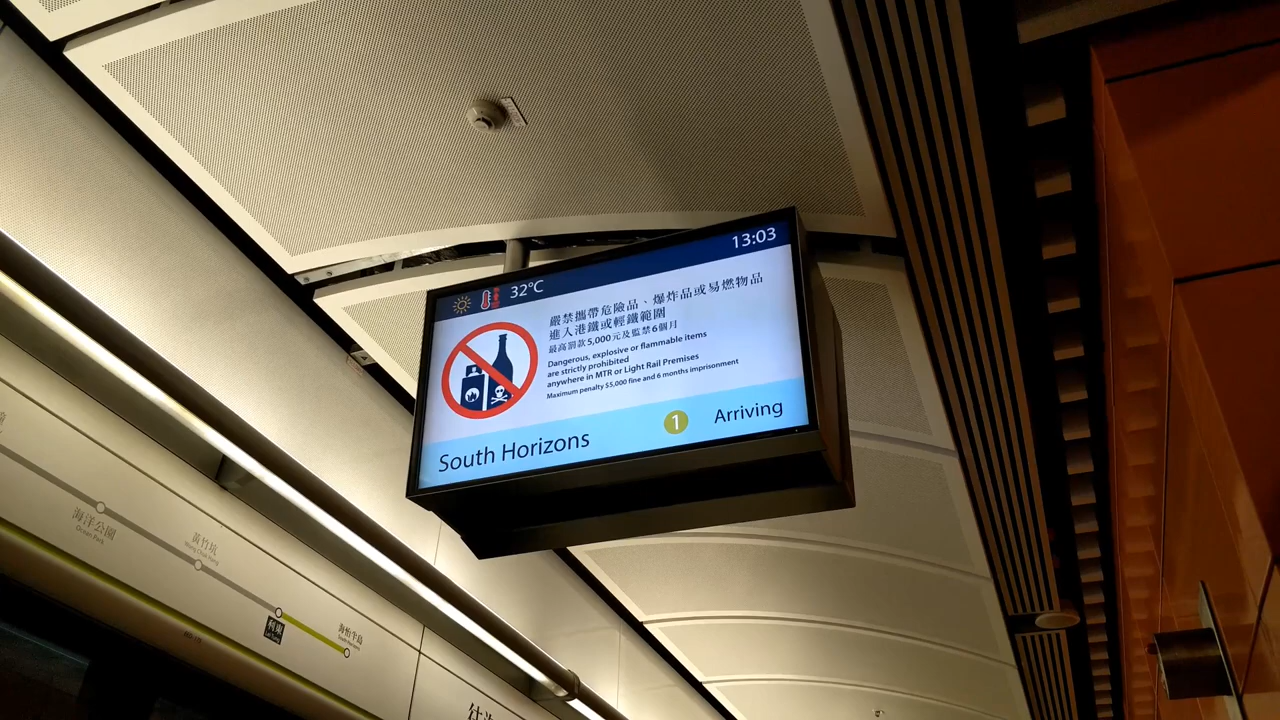 13:03
32°C
嚴禁攜帶危險品、爆炸品或易燃物品
進入港鐵或輕鐵範圍
最高罰款5,000元及監禁6個月
Dangerous, explosive or flammable items
are strictly prohibited
anywhere in MTR or Light Rail Premises
Maximum penalty $5,000 fine and 6 months imprisonment
South Horizons
1
Arriving
海洋公園
Ocean Park
黃竹坑
Wong Chuk Hang
利東
Lei Tung
海怡半島
South Horizons
往海